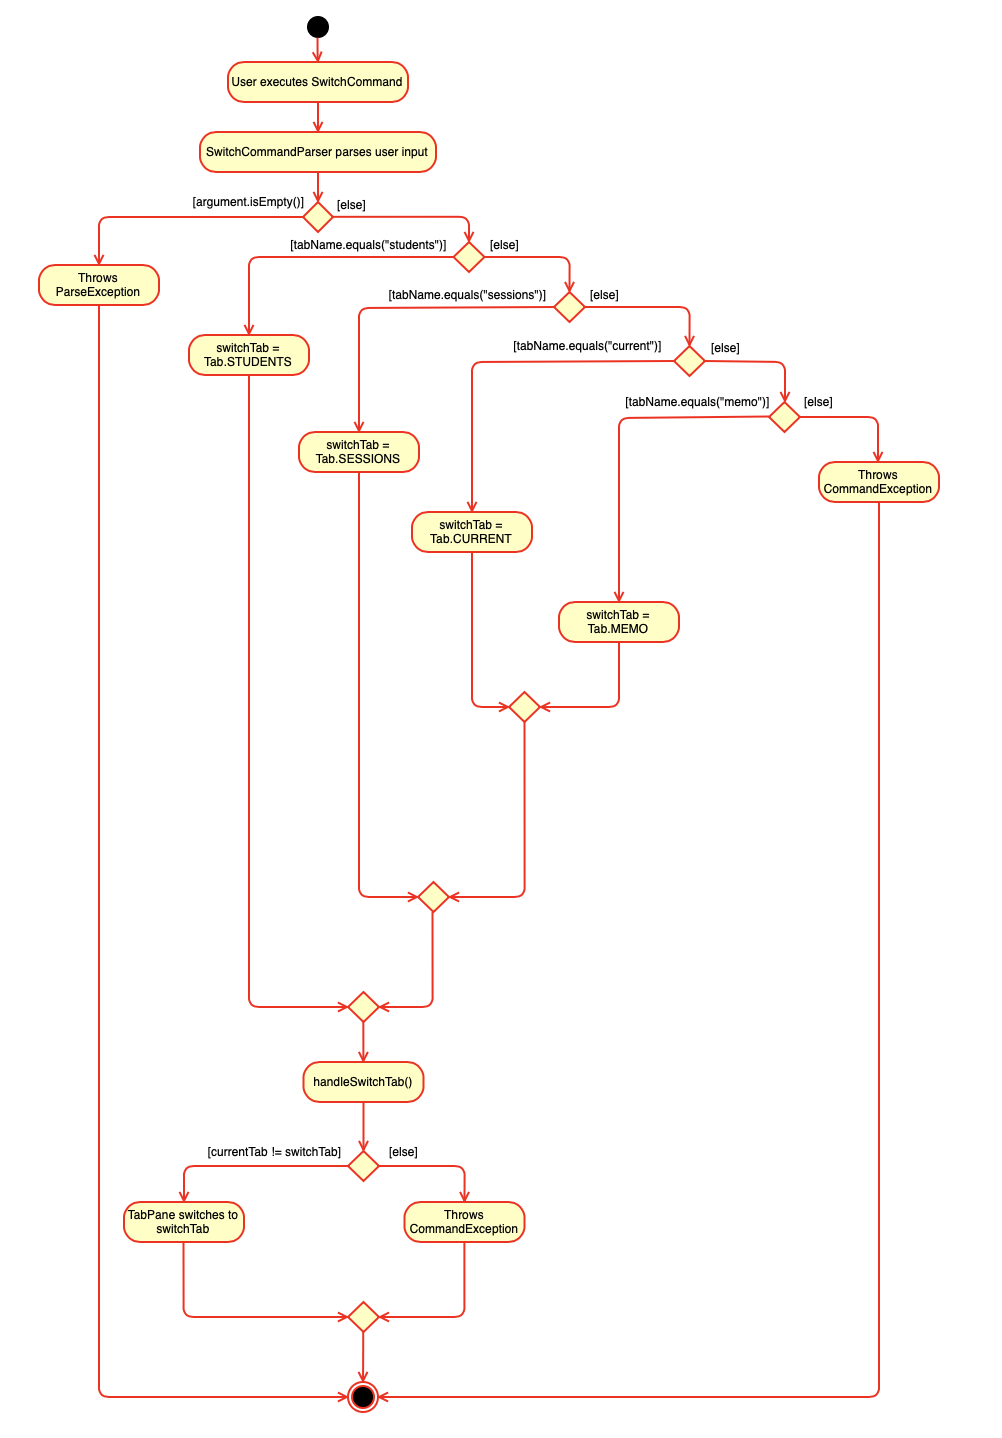 User executes SwitchCommand
SwitchCommandParser parses user input
[argument.isEmpty()]
[else]
Throws
ParseException
[tabName.equals("students")]
[else]
switchTab =
Tab.STUDENTS
[tabName.equals("sessions")]
[else]
switchTab =
Tab.SESSIONS
[tabName.equals("current")]
[else]
switchTab =
Tab.CURRENT
[tabName.equals("memo")]
[else]
switchTab =
Tab.MEMO
Throws
CommandException
handleSwitchTab()
[currentTab != switchTab]
[else]
TabPane switches to
switchTab
Throws
CommandException